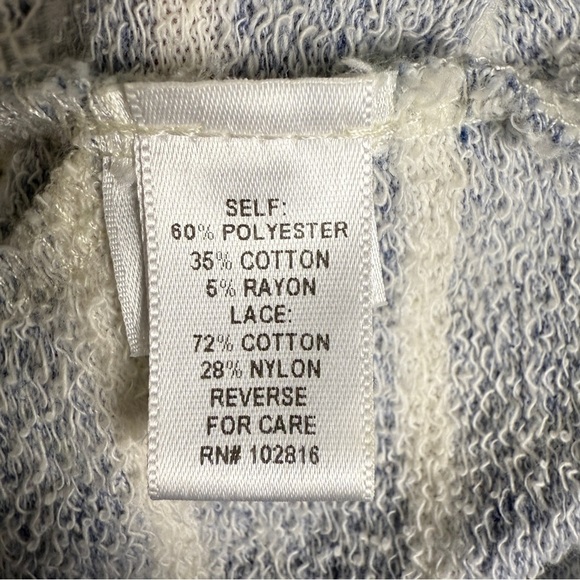 SELF:
60% POLYESTER
35% COTTON
5% RAYON
LACE:
72% COTTON
28% NYLON
REVERSE
FOR CARE
RN# 102816